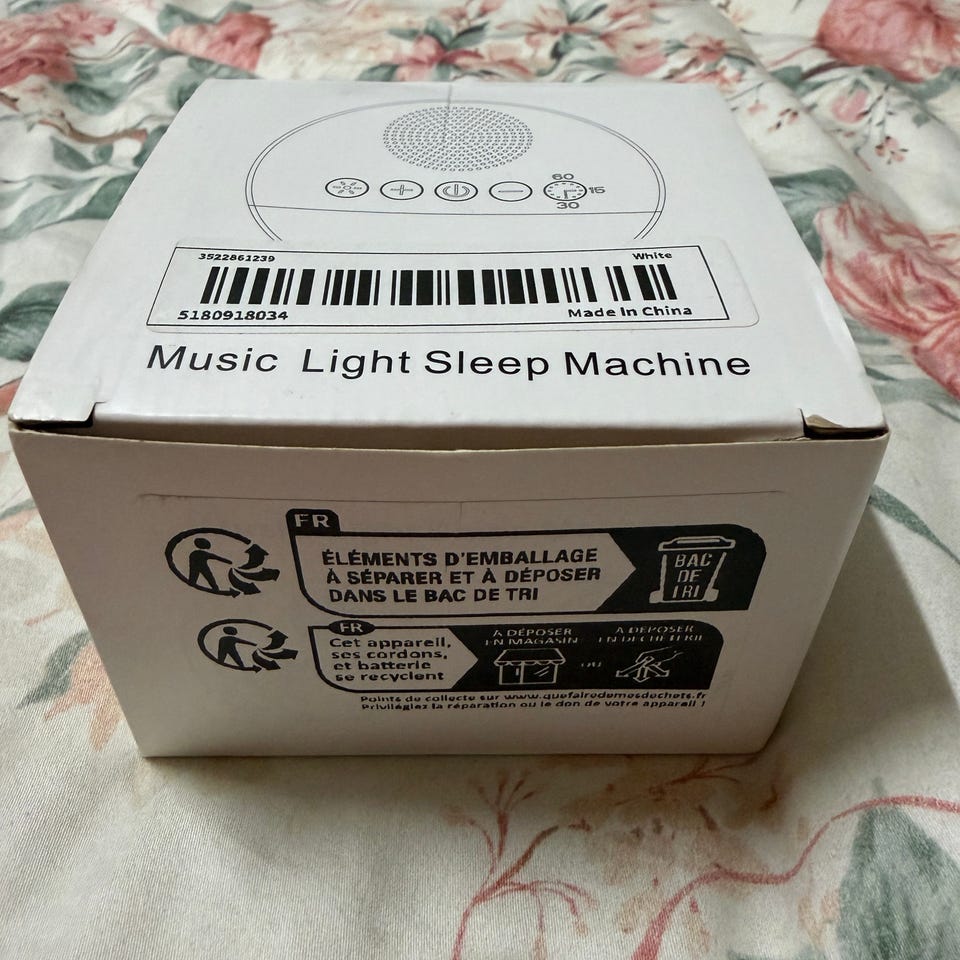 60
15
30
3522861239 White
5180918034 Made In China
Music Light Sleep Machine
FR
ÉLÉMENTS D'EMBALLAGE
À SÉPARER ET À DÉPOSER
DANS LE BAC DE TRI
BAC
DE
TRI
FR
Cet appareil,
ses cordons,
et batterie
se recyclent
À DÉPOSER
EN MAGASIN
OU
À DÉPOSER
EN DÉCHÈTERIE
Points de collecte sur www.quefairedemesdechets.fr
Privilégiez la réparation ou le don de votre appareil !